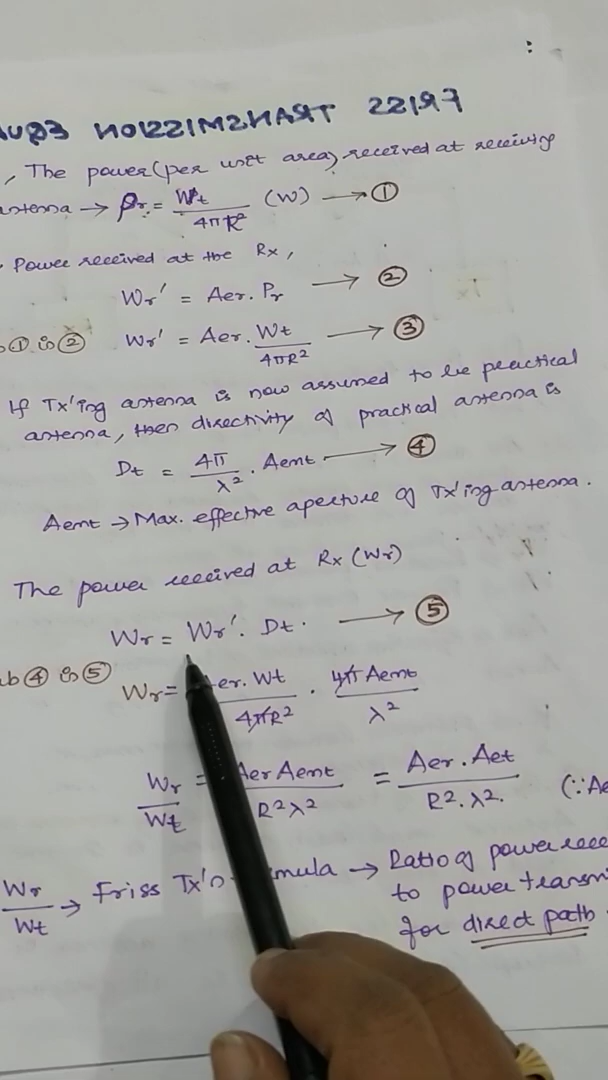 FRISS TRANSMISSION
, The power (per unit area) received at receiving
antenna → Pr = Wt / 4πR² (W) → ①
Power received at the Rx,
Wr' = Aer. Pr → ②
① in ② Wr' = Aer. Wt / 4πR² → ③
If Tx'ing antenna is now assumed to be practical
antenna, then directivity of practical antenna is
Dt = 4π / λ² . Aemt → ④
Aemt → Max. effective aperture of Tx'ing antenna.
The power received at Rx (Wr)
Wr = Wr'. Dt. → ⑤
④ in ⑤ Wr = er. Wt / 4πR² . 4π Aemt / λ²
Wr / Wt = Aer Aemt / R²λ² = Aer. Aet / R².λ². (∵
Wr / Wt → Friss Tx'n → Ratio of power
to power
for direct path.